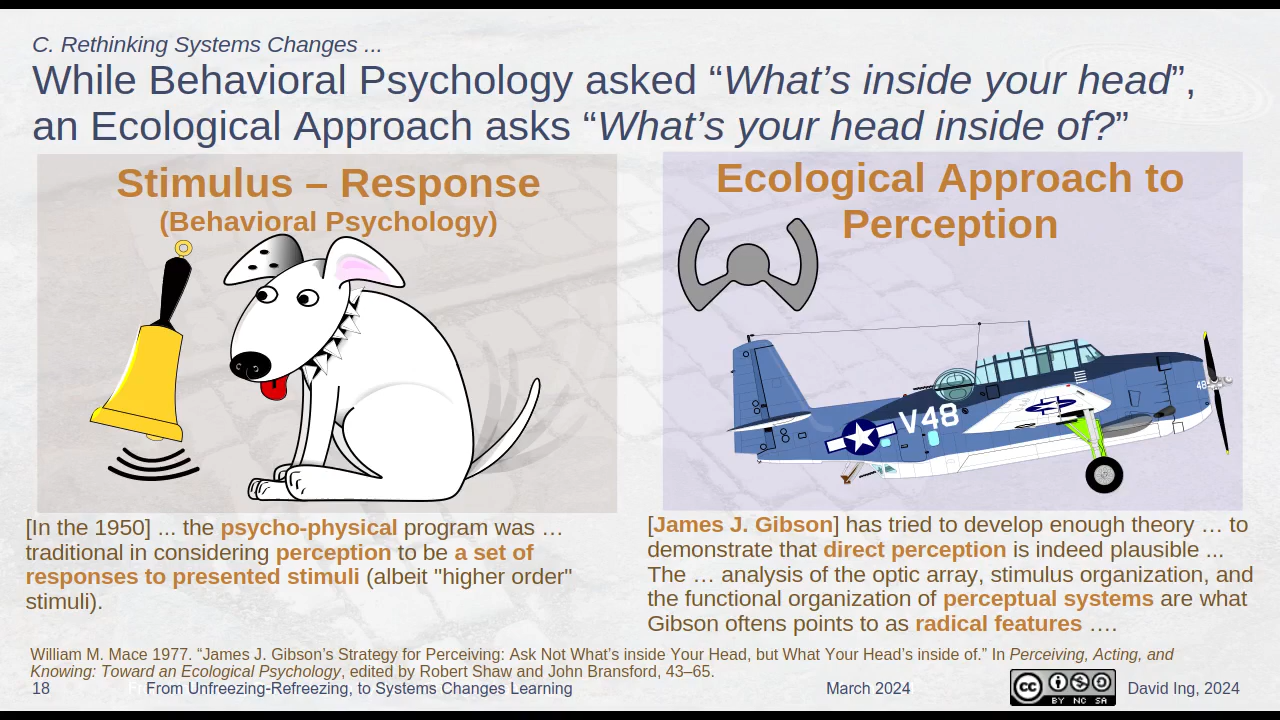 C. Rethinking Systems Changes ...
While Behavioral Psychology asked “What’s inside your head”,
an Ecological Approach asks “What’s your head inside of?”
Stimulus – Response
(Behavioral Psychology)
Ecological Approach to
Perception
V48
48
[In the 1950] ... the psycho-physical program was …
traditional in considering perception to be a set of
responses to presented stimuli (albeit "higher order"
stimuli).
[James J. Gibson] has tried to develop enough theory … to
demonstrate that direct perception is indeed plausible ...
The … analysis of the optic array, stimulus organization, and
the functional organization of perceptual systems are what
Gibson oftens points to as radical features ….
William M. Mace 1977. “James J. Gibson’s Strategy for Perceiving: Ask Not What’s inside Your Head, but What Your Head’s inside of.” In Perceiving, Acting, and
Knowing: Toward an Ecological Psychology, edited by Robert Shaw and John Bransford, 43–65.
18
From Unfreezing-Refreezing, to Systems Changes Learning
March 2024
cc
BY NC SA
David Ing, 2024